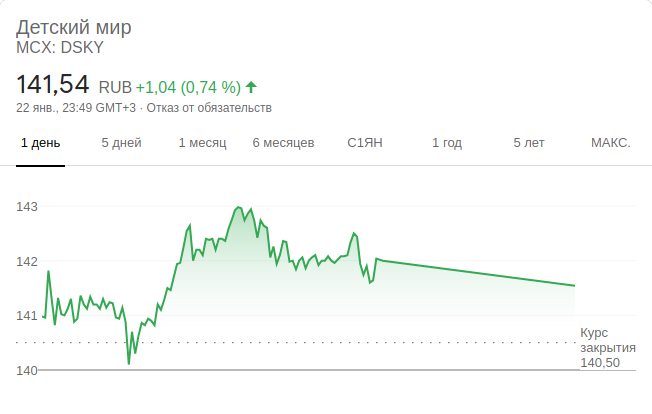 Детский мир
MCX: DSKY
141,54 RUB +1,04 (0,74 %)
22 янв., 23:49 GMT+3 · Отказ от обязательств
1 день 5 дней 1 месяц 6 месяцев С1ЯН 1 год 5 лет МАКС.
143
142
141
Курс
закрытия
140,50
140